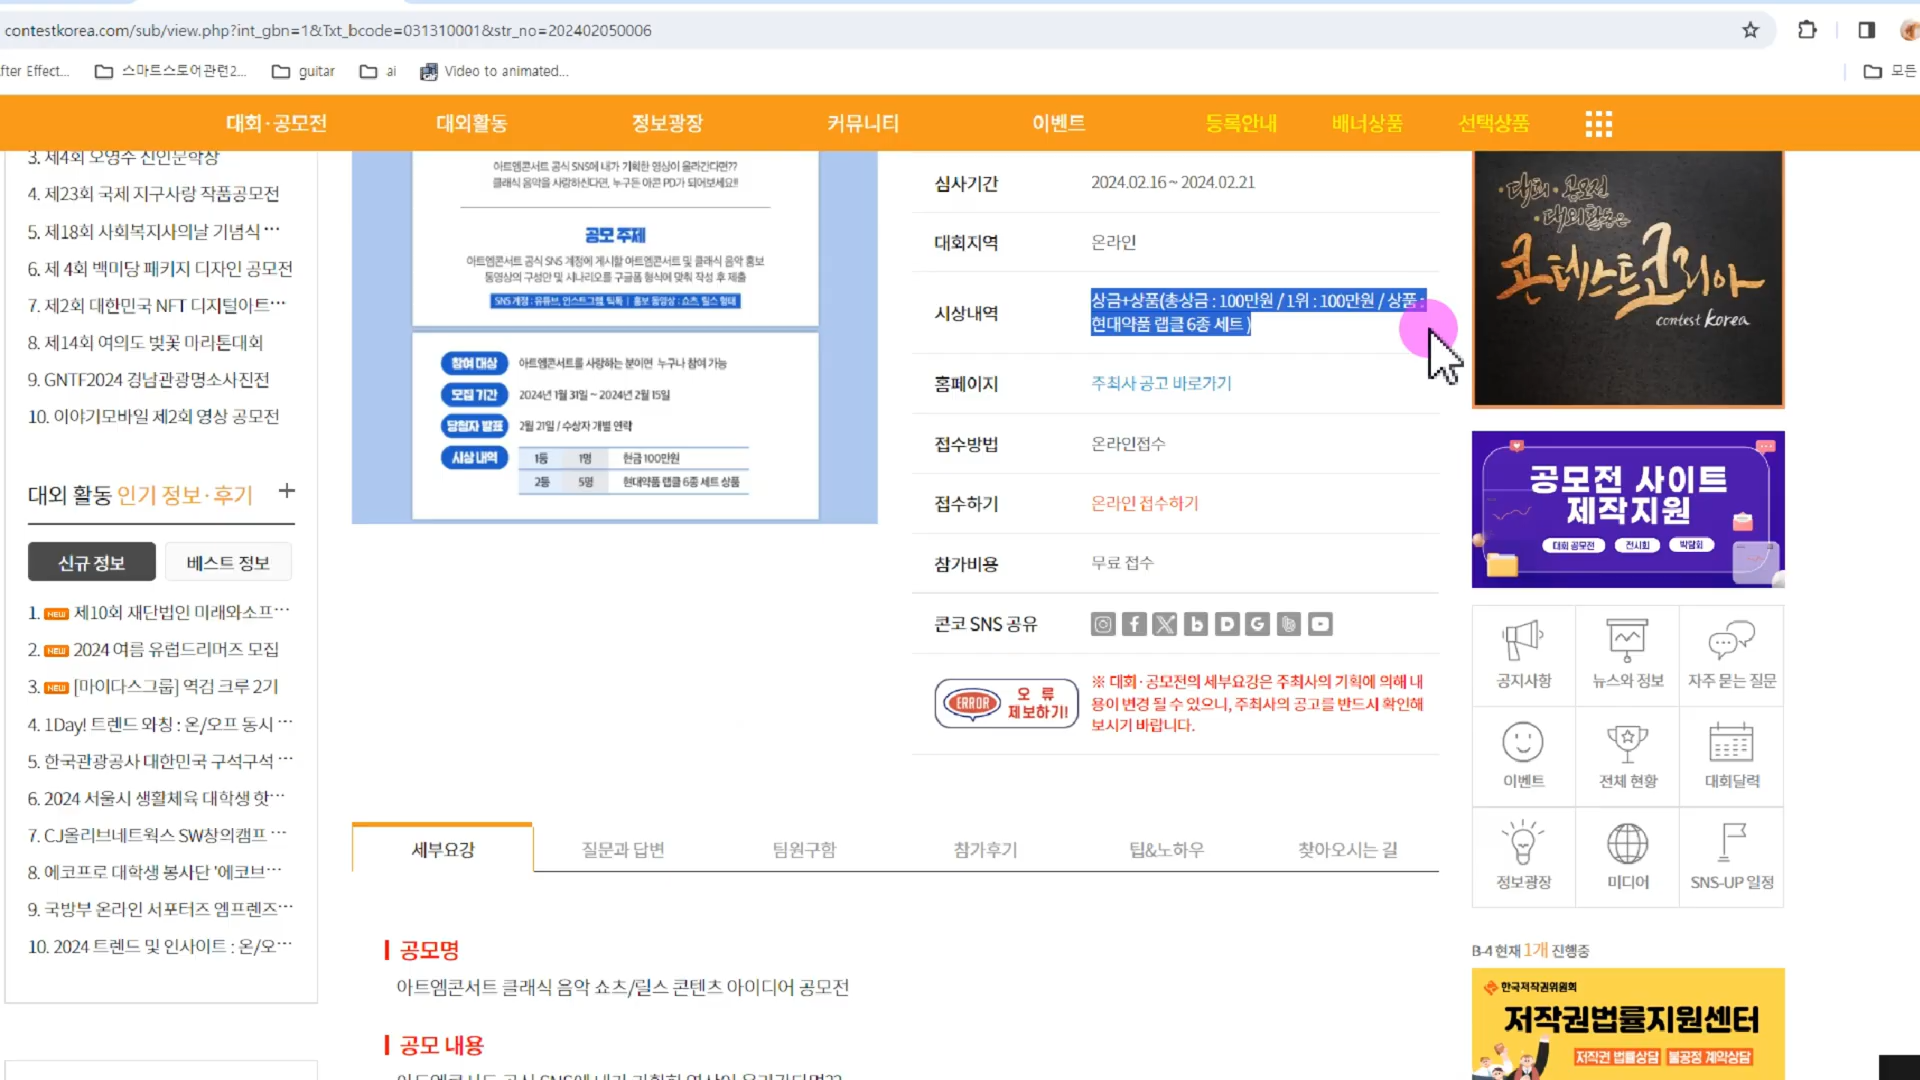 contestkorea.com/sub/view.php?int_gbn=1&Txt_bcode=031310001&str_no=202402050006
fter Effect...
스마트스토어관련2...
guitar
ai
Video to animated...
모든
대회·공모전
대외활동
정보광장
커뮤니티
이벤트
등록안내
배너상품
선택상품
3. 제4회 오영수 신인문학상
4. 제23회 국제 지구사랑 작품공모전
5. 제18회 사회복지사의날 기념식···
6. 제 4회 백미당 패키지 디자인 공모전
7. 제2회 대한민국 NFT 디지털아트···
8. 제14회 여의도 벚꽃 마라톤대회
9. GNTF2024 경남관광명소사진전
10. 이야기모바일 제2회 영상 공모전
대외 활동 인기 정보·후기 +
신규 정보
베스트 정보
1. NEW 제10회 재단법인 미래와소프···
2. NEW 2024 여름 유럽드리머즈 모집
3. NEW [마이다스그룹] 역검 크루 2기
4. 1Day! 트렌드 와칭 : 온/오프 동시 ···
5. 한국관광공사 대한민국 구석구석 ···
6. 2024 서울시 생활체육 대학생 핫···
7. CJ올리브네트웍스 SW창의캠프 ···
8. 에코프로 대학생 봉사단 '에코브···
9. 국방부 온라인 서포터즈 엠프렌즈···
10. 2024 트렌드 및 인사이트 : 온/오···
아트엠콘서트 공식 SNS에 내가 기획한 영상이 올라간다면??
클래식 음악을 사랑하신다면, 누구든 아콘 PD가 되어보세요!!
공모 주제
아트엠콘서트 공식 SNS 계정에 게시할 아트엠콘서트 및 클래식 음악 홍보
동영상의 구성안 및 시나리오를 구글폼 형식에 맞춰 작성 후 제출
SNS 계정 : 유튜브, 인스타그램, 틱톡 | 홍보 동영상 : 쇼츠, 릴스 형태
참여 대상 아트엠콘서트를 사랑하는 분이면 누구나 참여 가능
모집 기간 2024년 1월 31일 ~ 2024년 2월 15일
당첨자 발표 2월 21일 / 수상자 개별 연락
시상 내역 1등 1명 현금 100만원
2등 5명 현대약품 랩클 6종 세트 상품
심사기간 2024.02.16 ~ 2024.02.21
대회지역 온라인
시상내역 상금+상품(총상금 : 100만원 / 1위 : 100만원 / 상품 :
현대약품 랩클 6종 세트 )
홈페이지 주최사 공고 바로가기
접수방법 온라인접수
접수하기 온라인 접수하기
참가비용 무료 접수
콘코 SNS 공유
ERROR 오 류
제보하기!
※ 대회·공모전의 세부요강은 주최사의 기획에 의해 내
용이 변경 될 수 있으니, 주최사의 공고를 반드시 확인해
보시기 바랍니다.
세부요강
질문과 답변
팀원구함
참가후기
팁&노하우
찾아오시는 길
공모명
아트엠콘서트 클래식 음악 쇼츠/릴스 콘텐츠 아이디어 공모전
공모 내용
아트엠콘서트 공식 SNS에 내가 기획한 영상이 올라간다면??
·대회·공모전
·대외활동은
콘테스트코리아
contest korea
공모전 사이트
제작지원
대회 공모전
전시회
박람회
공지사항
뉴스와 정보
자주 묻는 질문
이벤트
전체 현황
대회달력
정보광장
미디어
SNS-UP 일정
B-4 현재 1개 진행중
한국저작권위원회
저작권법률지원센터
저작권 법률상담
불공정 계약상담